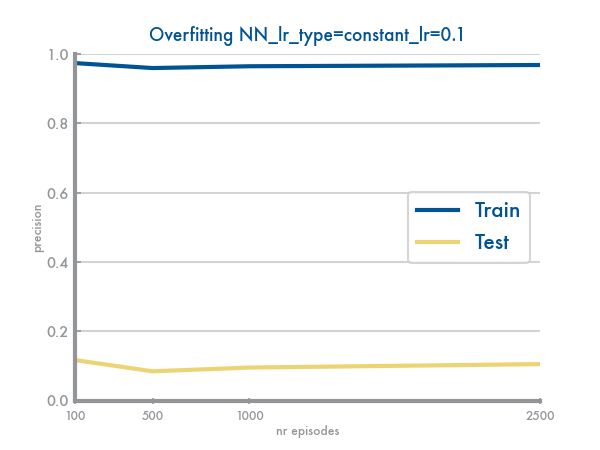 Overfitting NN_lr_type=constant_lr=0.1
1.0
0.8
0.6
0.4
0.2
0.0
precision
Train
Test
100 500 1000 2500
nr episodes